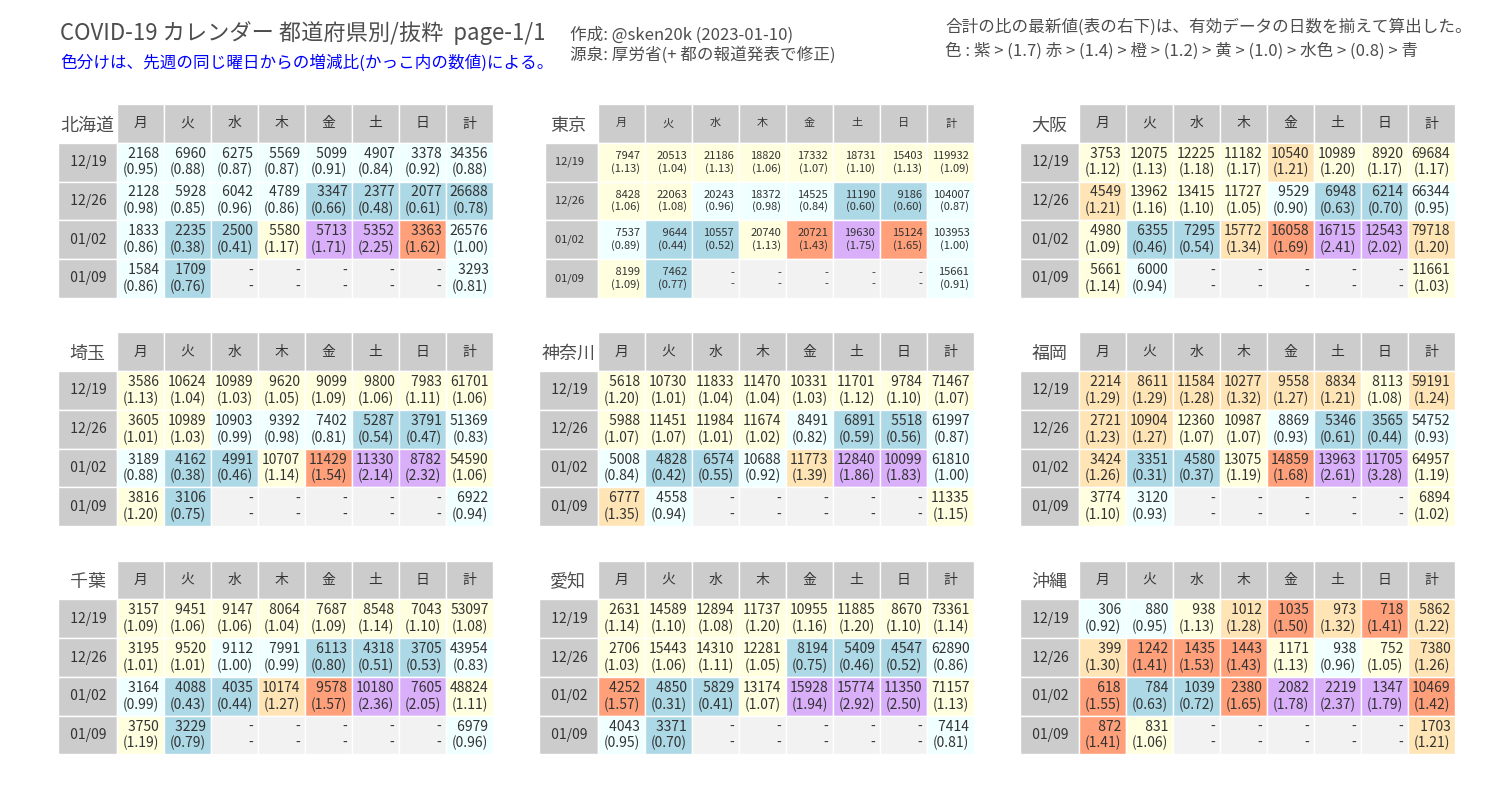 COVID-19 カレンダー 都道府県別/抜粋 page-1/1
色分けは、先週の同じ曜日からの増減比(かっこ内の数値)による。
作成: @sken20k (2023-01-10)
源泉: 厚労省(+ 都の報道発表で修正)
合計の比の最新値(表の右下)は、有効データの日数を揃えて算出した。
色 : 紫 > (1.7) 赤 > (1.4) > 橙 > (1.2) > 黄 > (1.0) > 水色 > (0.8) > 青
北海道 月 火 水 木 金 土 日 計
12/19 2168 6960 6275 5569 5099 4907 3378 34356
(0.95) (0.88) (0.87) (0.87) (0.91) (0.84) (0.92) (0.88)
12/26 2128 5928 6042 4789 3347 2377 2077 26688
(0.98) (0.85) (0.96) (0.86) (0.66) (0.48) (0.61) (0.78)
01/02 1833 2235 2500 5580 5713 5352 3363 26576
(0.86) (0.38) (0.41) (1.17) (1.71) (2.25) (1.62) (1.00)
01/09 1584 1709 - - - - - 3293
(0.86) (0.76) - - - - - (0.81)
東京 月 火 水 木 金 土 日 計
12/19 7947 20513 21186 18820 17332 18731 15403 119932
(1.13) (1.04) (1.13) (1.06) (1.07) (1.10) (1.13) (1.09)
12/26 8428 22063 20243 18372 14525 11190 9186 104007
(1.06) (1.08) (0.96) (0.98) (0.84) (0.60) (0.60) (0.87)
01/02 7537 9644 10557 20740 20721 19630 15124 103953
(0.89) (0.44) (0.52) (1.13) (1.43) (1.75) (1.65) (1.00)
01/09 8199 7462 - - - - - 15661
(1.09) (0.77) - - - - - (0.91)
大阪 月 火 水 木 金 土 日 計
12/19 3753 12075 12225 11182 10540 10989 8920 69684
(1.12) (1.13) (1.18) (1.17) (1.21) (1.20) (1.17) (1.17)
12/26 4549 13962 13415 11727 9529 6948 6214 66344
(1.21) (1.16) (1.10) (1.05) (0.90) (0.63) (0.70) (0.95)
01/02 4980 6355 7295 15772 16058 16715 12543 79718
(1.09) (0.46) (0.54) (1.34) (1.69) (2.41) (2.02) (1.20)
01/09 5661 6000 - - - - - 11661
(1.14) (0.94) - - - - - (1.03)
埼玉 月 火 水 木 金 土 日 計
12/19 3586 10624 10989 9620 9099 9800 7983 61701
(1.13) (1.04) (1.03) (1.05) (1.09) (1.06) (1.11) (1.06)
12/26 3605 10989 10903 9392 7402 5287 3791 51369
(1.01) (1.03) (0.99) (0.98) (0.81) (0.54) (0.47) (0.83)
01/02 3189 4162 4991 10707 11429 11330 8782 54590
(0.88) (0.38) (0.46) (1.14) (1.54) (2.14) (2.32) (1.06)
01/09 3816 3106 - - - - - 6922
(1.20) (0.75) - - - - - (0.94)
神奈川 月 火 水 木 金 土 日 計
12/19 5618 10730 11833 11470 10331 11701 9784 71467
(1.20) (1.01) (1.04) (1.04) (1.03) (1.12) (1.10) (1.07)
12/26 5988 11451 11984 11674 8491 6891 5518 61997
(1.07) (1.07) (1.01) (1.02) (0.82) (0.59) (0.56) (0.87)
01/02 5008 4828 6574 10688 11773 12840 10099 61810
(0.84) (0.42) (0.55) (0.92) (1.39) (1.86) (1.83) (1.00)
01/09 6777 4558 - - - - - 11335
(1.35) (0.94) - - - - - (1.15)
福岡 月 火 水 木 金 土 日 計
12/19 2214 8611 11584 10277 9558 8834 8113 59191
(1.29) (1.29) (1.28) (1.32) (1.27) (1.21) (1.08) (1.24)
12/26 2721 10904 12360 10987 8869 5346 3565 54752
(1.23) (1.27) (1.07) (1.07) (0.93) (0.61) (0.44) (0.93)
01/02 3424 3351 4580 13075 14859 13963 11705 64957
(1.26) (0.31) (0.37) (1.19) (1.68) (2.61) (3.28) (1.19)
01/09 3774 3120 - - - - - 6894
(1.10) (0.93) - - - - - (1.02)
千葉 月 火 水 木 金 土 日 計
12/19 3157 9451 9147 8064 7687 8548 7043 53097
(1.09) (1.06) (1.06) (1.04) (1.09) (1.14) (1.10) (1.08)
12/26 3195 9520 9112 7991 6113 4318 3705 43954
(1.01) (1.01) (1.00) (0.99) (0.80) (0.51) (0.53) (0.83)
01/02 3164 4088 4035 10174 9578 10180 7605 48824
(0.99) (0.43) (0.44) (1.27) (1.57) (2.36) (2.05) (1.11)
01/09 3750 3229 - - - - - 6979
(1.19) (0.79) - - - - - (0.96)
愛知 月 火 水 木 金 土 日 計
12/19 2631 14589 12894 11737 10955 11885 8670 73361
(1.14) (1.10) (1.08) (1.20) (1.16) (1.20) (1.10) (1.14)
12/26 2706 15443 14310 12281 8194 5409 4547 62890
(1.03) (1.06) (1.11) (1.05) (0.75) (0.46) (0.52) (0.86)
01/02 4252 4850 5829 13174 15928 15774 11350 71157
(1.57) (0.31) (0.41) (1.07) (1.94) (2.92) (2.50) (1.13)
01/09 4043 3371 - - - - - 7414
(0.95) (0.70) - - - - - (0.81)
沖縄 月 火 水 木 金 土 日 計
12/19 306 880 938 1012 1035 973 718 5862
(0.92) (0.95) (1.13) (1.28) (1.50) (1.32) (1.41) (1.22)
12/26 399 1242 1435 1443 1171 938 752 7380
(1.30) (1.41) (1.53) (1.43) (1.13) (0.96) (1.05) (1.26)
01/02 618 784 1039 2380 2082 2219 1347 10469
(1.55) (0.63) (0.72) (1.65) (1.78) (2.37) (1.79) (1.42)
01/09 872 831 - - - - - 1703
(1.41) (1.06) - - - - - (1.21)